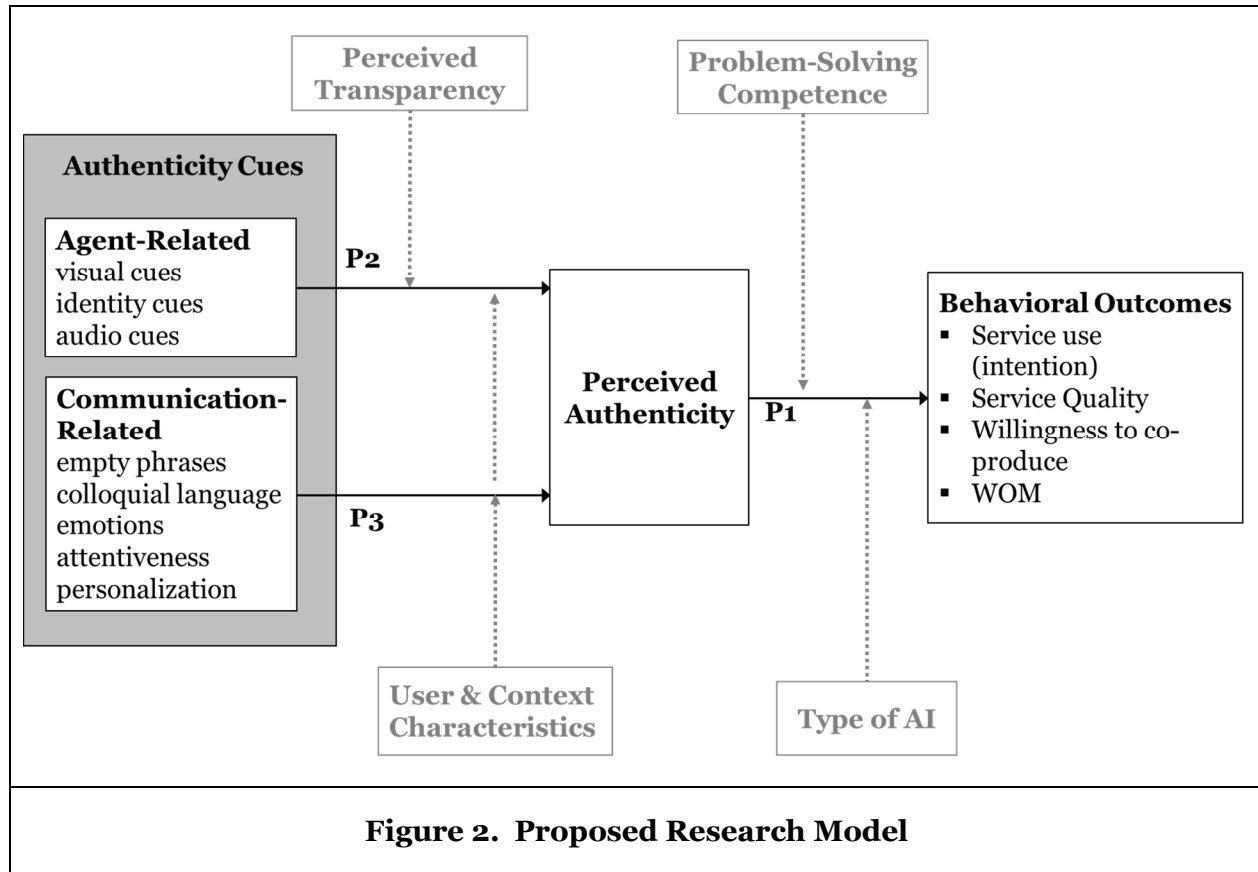 Perceived
Transparency
Problem-Solving
Competence
Authenticity Cues
Agent-Related
visual cues
identity cues
audio cues
P2
Communication-
Related
empty phrases
colloquial language
emotions
attentiveness
personalization
P3
Perceived
Authenticity
P1
Behavioral Outcomes
▪ Service use
(intention)
▪ Service Quality
▪ Willingness to co-
produce
▪ WOM
User & Context
Characteristics
Type of AI
Figure 2. Proposed Research Model